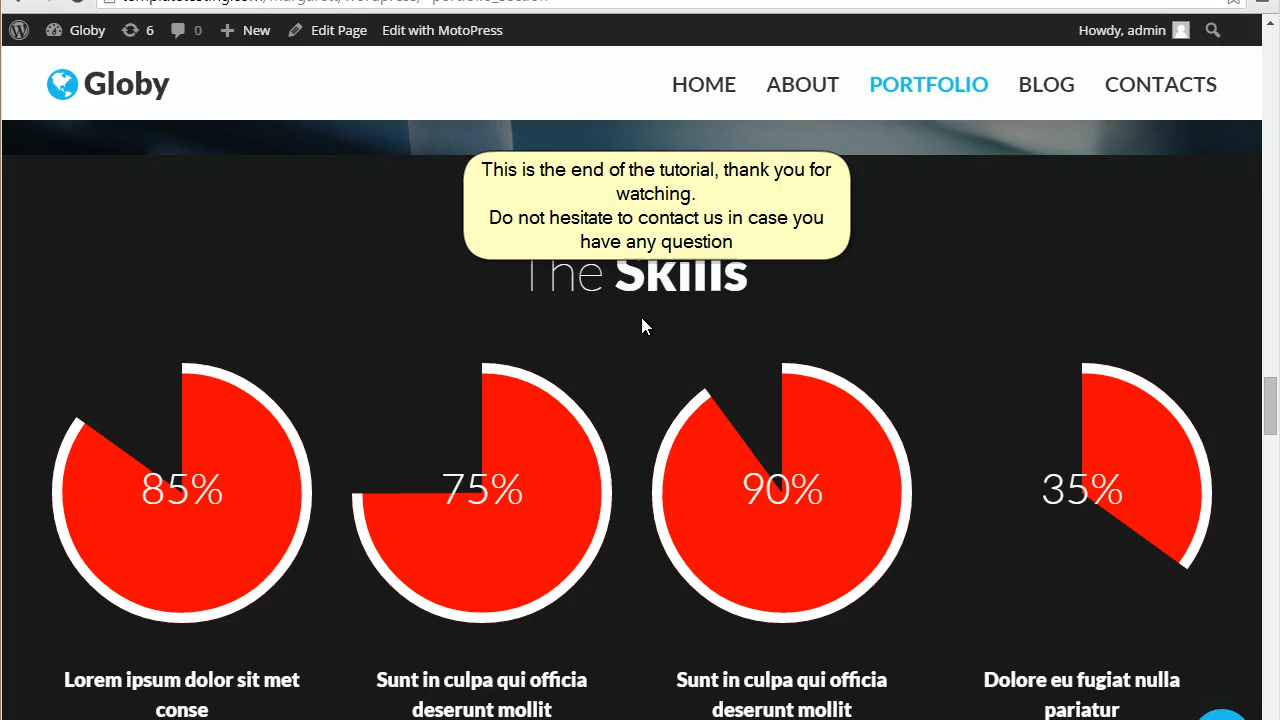 Globy 6 0 New Edit Page Edit with MotoPress Howdy, admin
Globy HOME ABOUT PORTFOLIO BLOG CONTACTS
This is the end of the tutorial, thank you for
watching.
Do not hesitate to contact us in case you
have any question
The Skills
85% 75% 90% 35%
Lorem ipsum dolor sit met
conse
Sunt in culpa qui officia
deserunt mollit
Sunt in culpa qui officia
deserunt mollit
Dolore eu fugiat nulla
pariatur